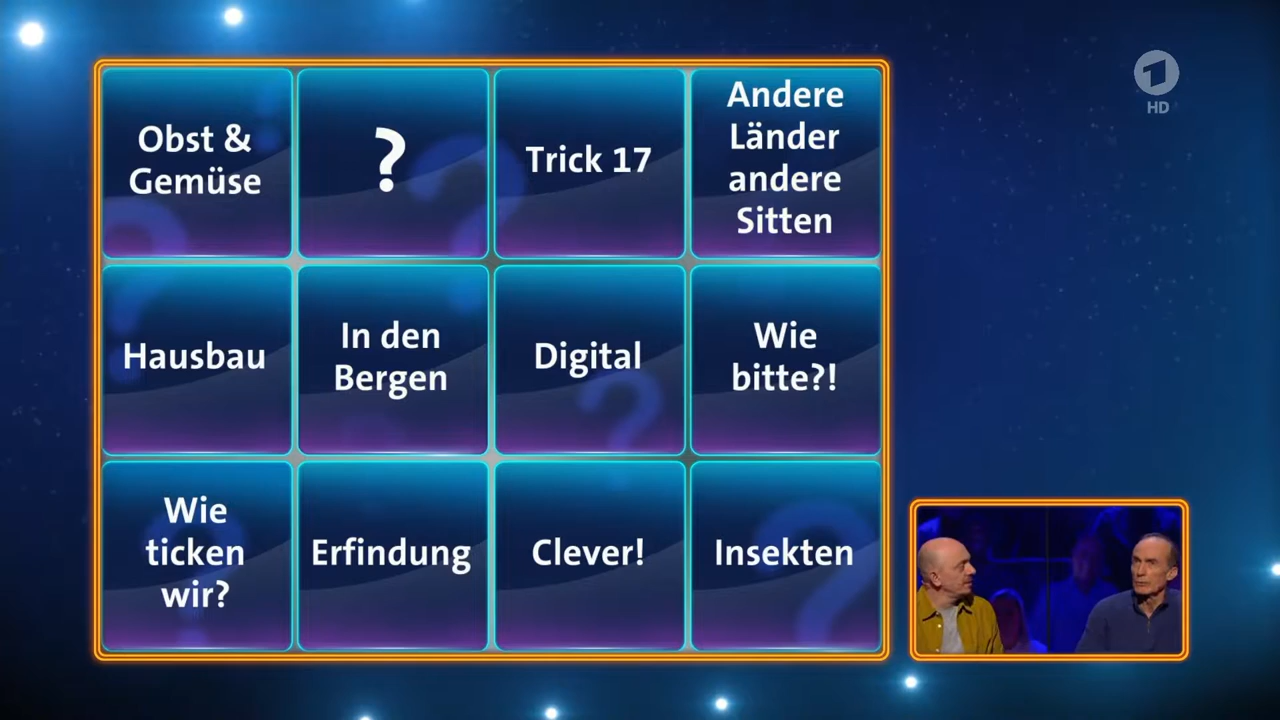 Obst &
Gemüse
?
Trick 17
Andere
Länder
andere
Sitten
Hausbau
In den
Bergen
Digital
Wie
bitte?!
Wie
ticken
wir?
Erfindung
Clever!
Insekten
1
HD